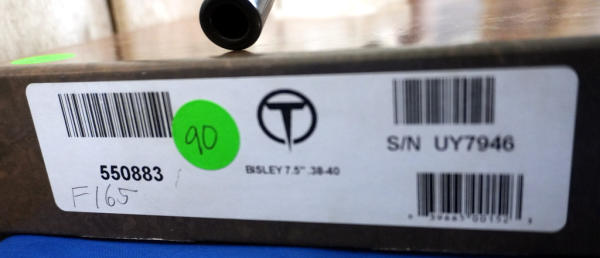 90
T
S/N UY7946
550883
BISLEY 7.5" .38-40
F165